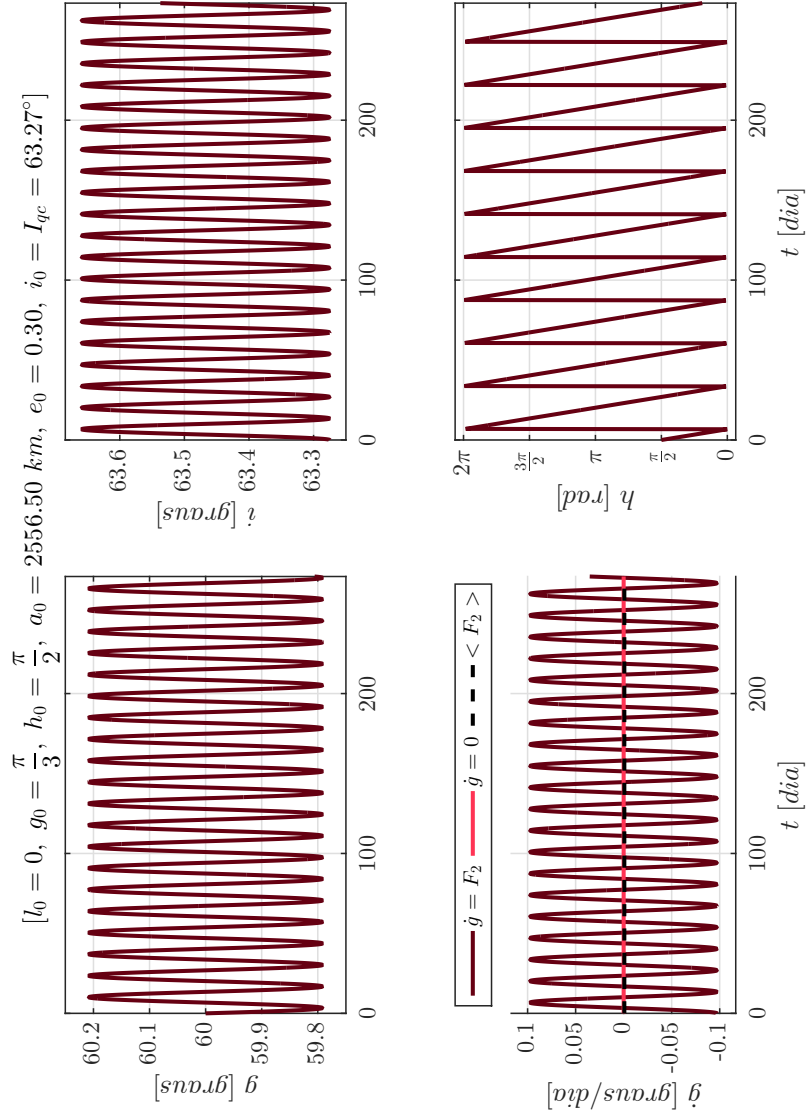 [l₀ = 0, g₀ = π/3, h₀ = π/2, a₀ = 2556.50 km, e₀ = 0.30, i₀ = I_qc = 63.27°]
g [graus]
60.2
60.1
60
59.9
59.8
0
100
200
i [graus]
63.6
63.5
63.4
63.3
0
100
200
ġ = F₂
ġ = 0
< F₂ >
ġ [graus/dia]
0.1
0.05
0
-0.05
-0.1
0
100
200
t [dia]
h [rad]
2π
3π/2
π
π/2
0
0
100
200
t [dia]